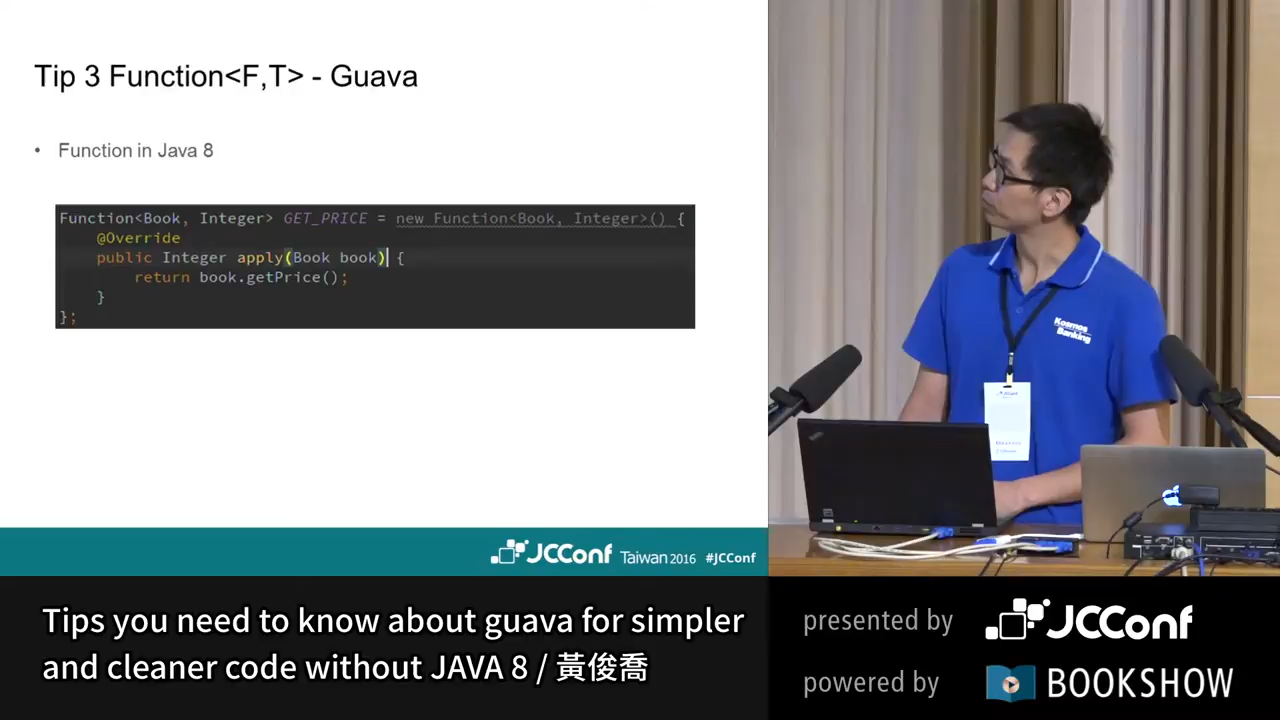 Tip 3 Function<F,T> - Guava
• Function in Java 8
Function<Book, Integer> GET_PRICE = new Function<Book, Integer>() {
@Override
public Integer apply(Book book) {
return book.getPrice();
}
};
JCConf Taiwan 2016 #JCConf
Kosmos
Banking
Tips you need to know about guava for simpler
and cleaner code without JAVA 8 / 黃俊喬
presented by JCConf
powered by BOOKSHOW